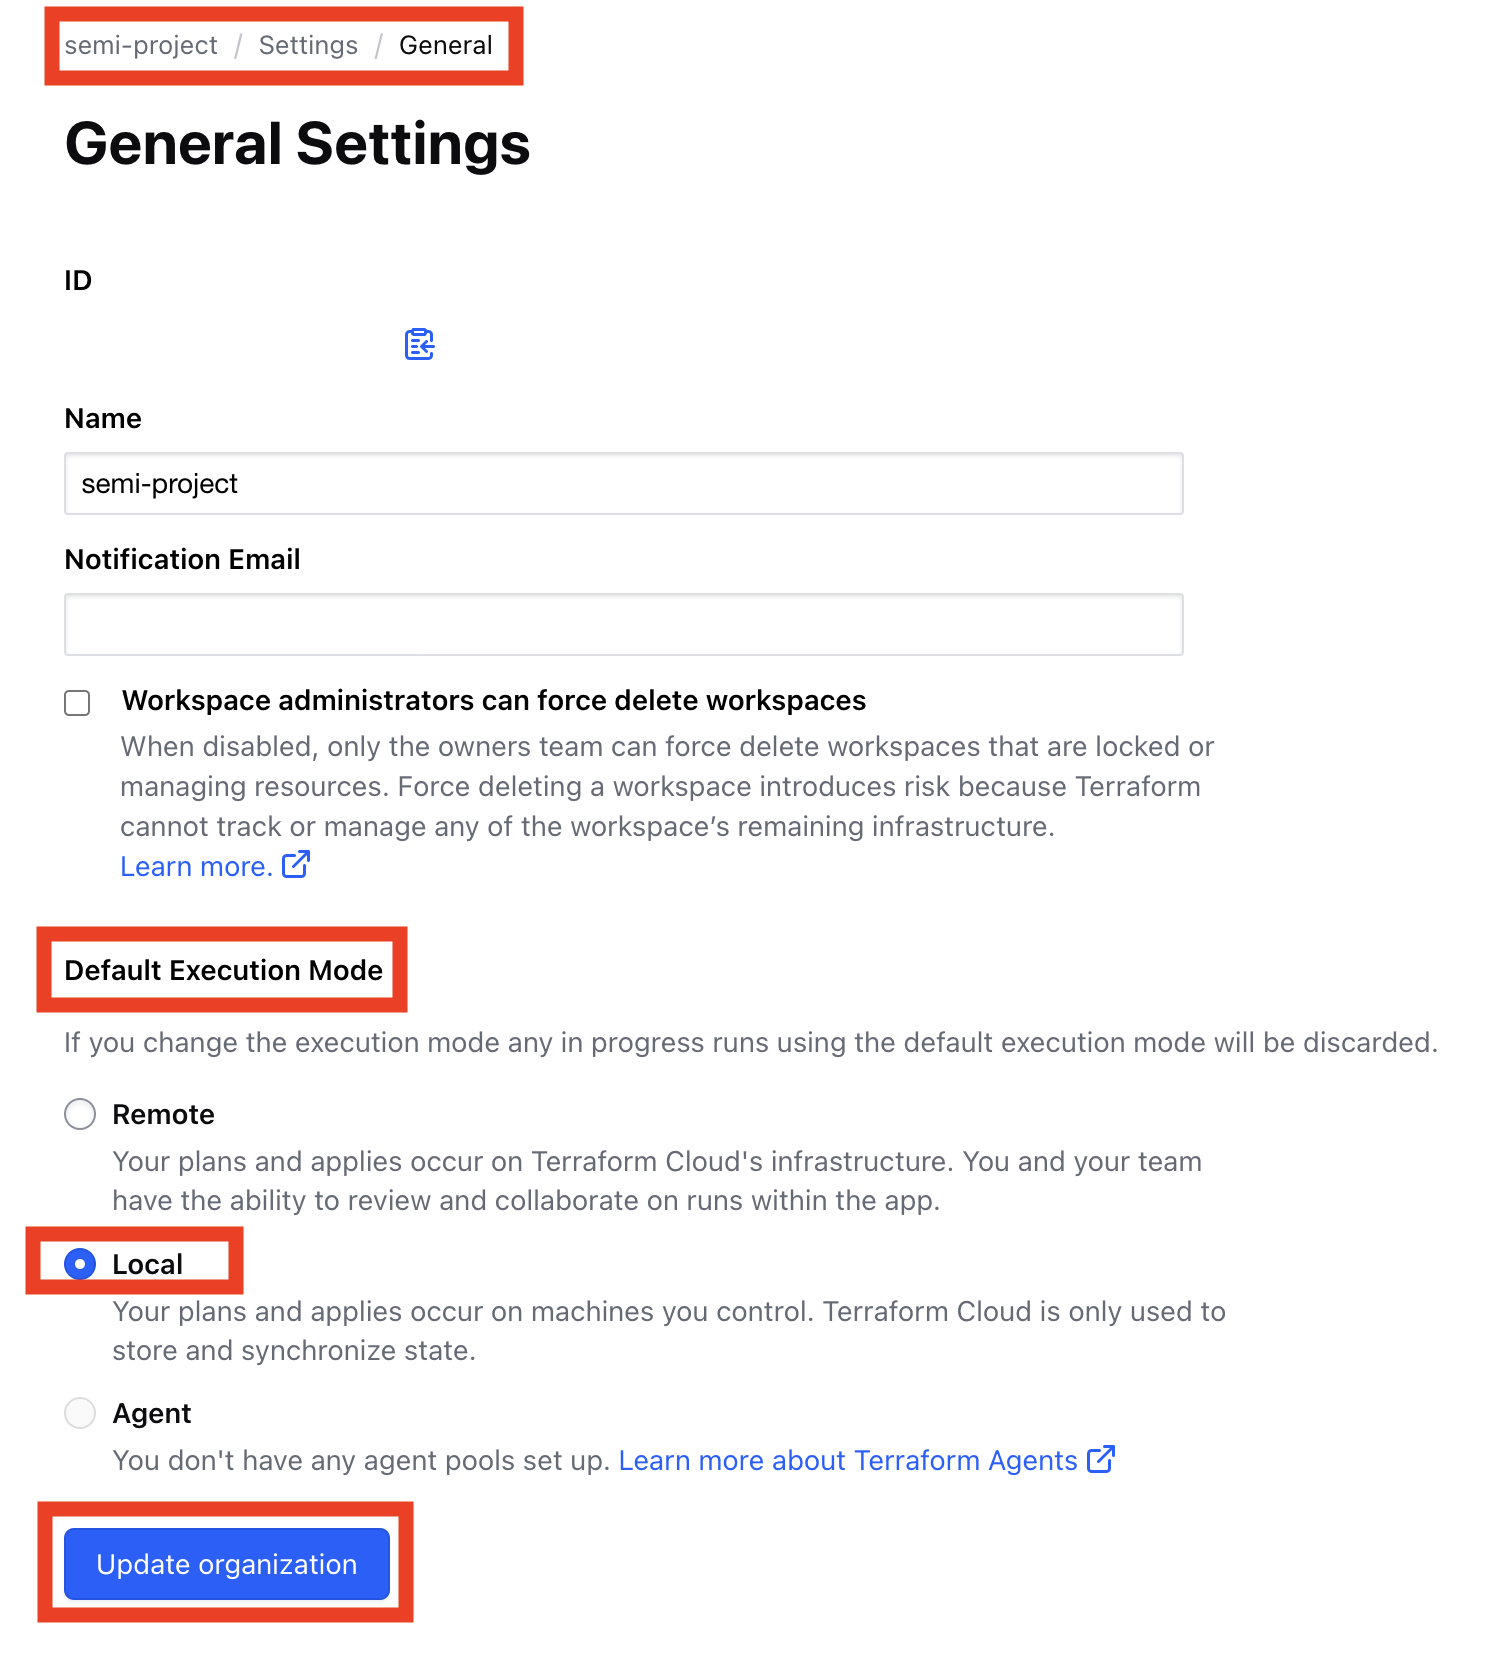 semi-project / Settings / General
General Settings
ID
Name
semi-project
Notification Email
Workspace administrators can force delete workspaces
When disabled, only the owners team can force delete workspaces that are locked or
managing resources. Force deleting a workspace introduces risk because Terraform
cannot track or manage any of the workspace’s remaining infrastructure.
Learn more.
Default Execution Mode
If you change the execution mode any in progress runs using the default execution mode will be discarded.
Remote
Your plans and applies occur on Terraform Cloud's infrastructure. You and your team
have the ability to review and collaborate on runs within the app.
Local
Your plans and applies occur on machines you control. Terraform Cloud is only used to
store and synchronize state.
Agent
You don't have any agent pools set up. Learn more about Terraform Agents
Update organization